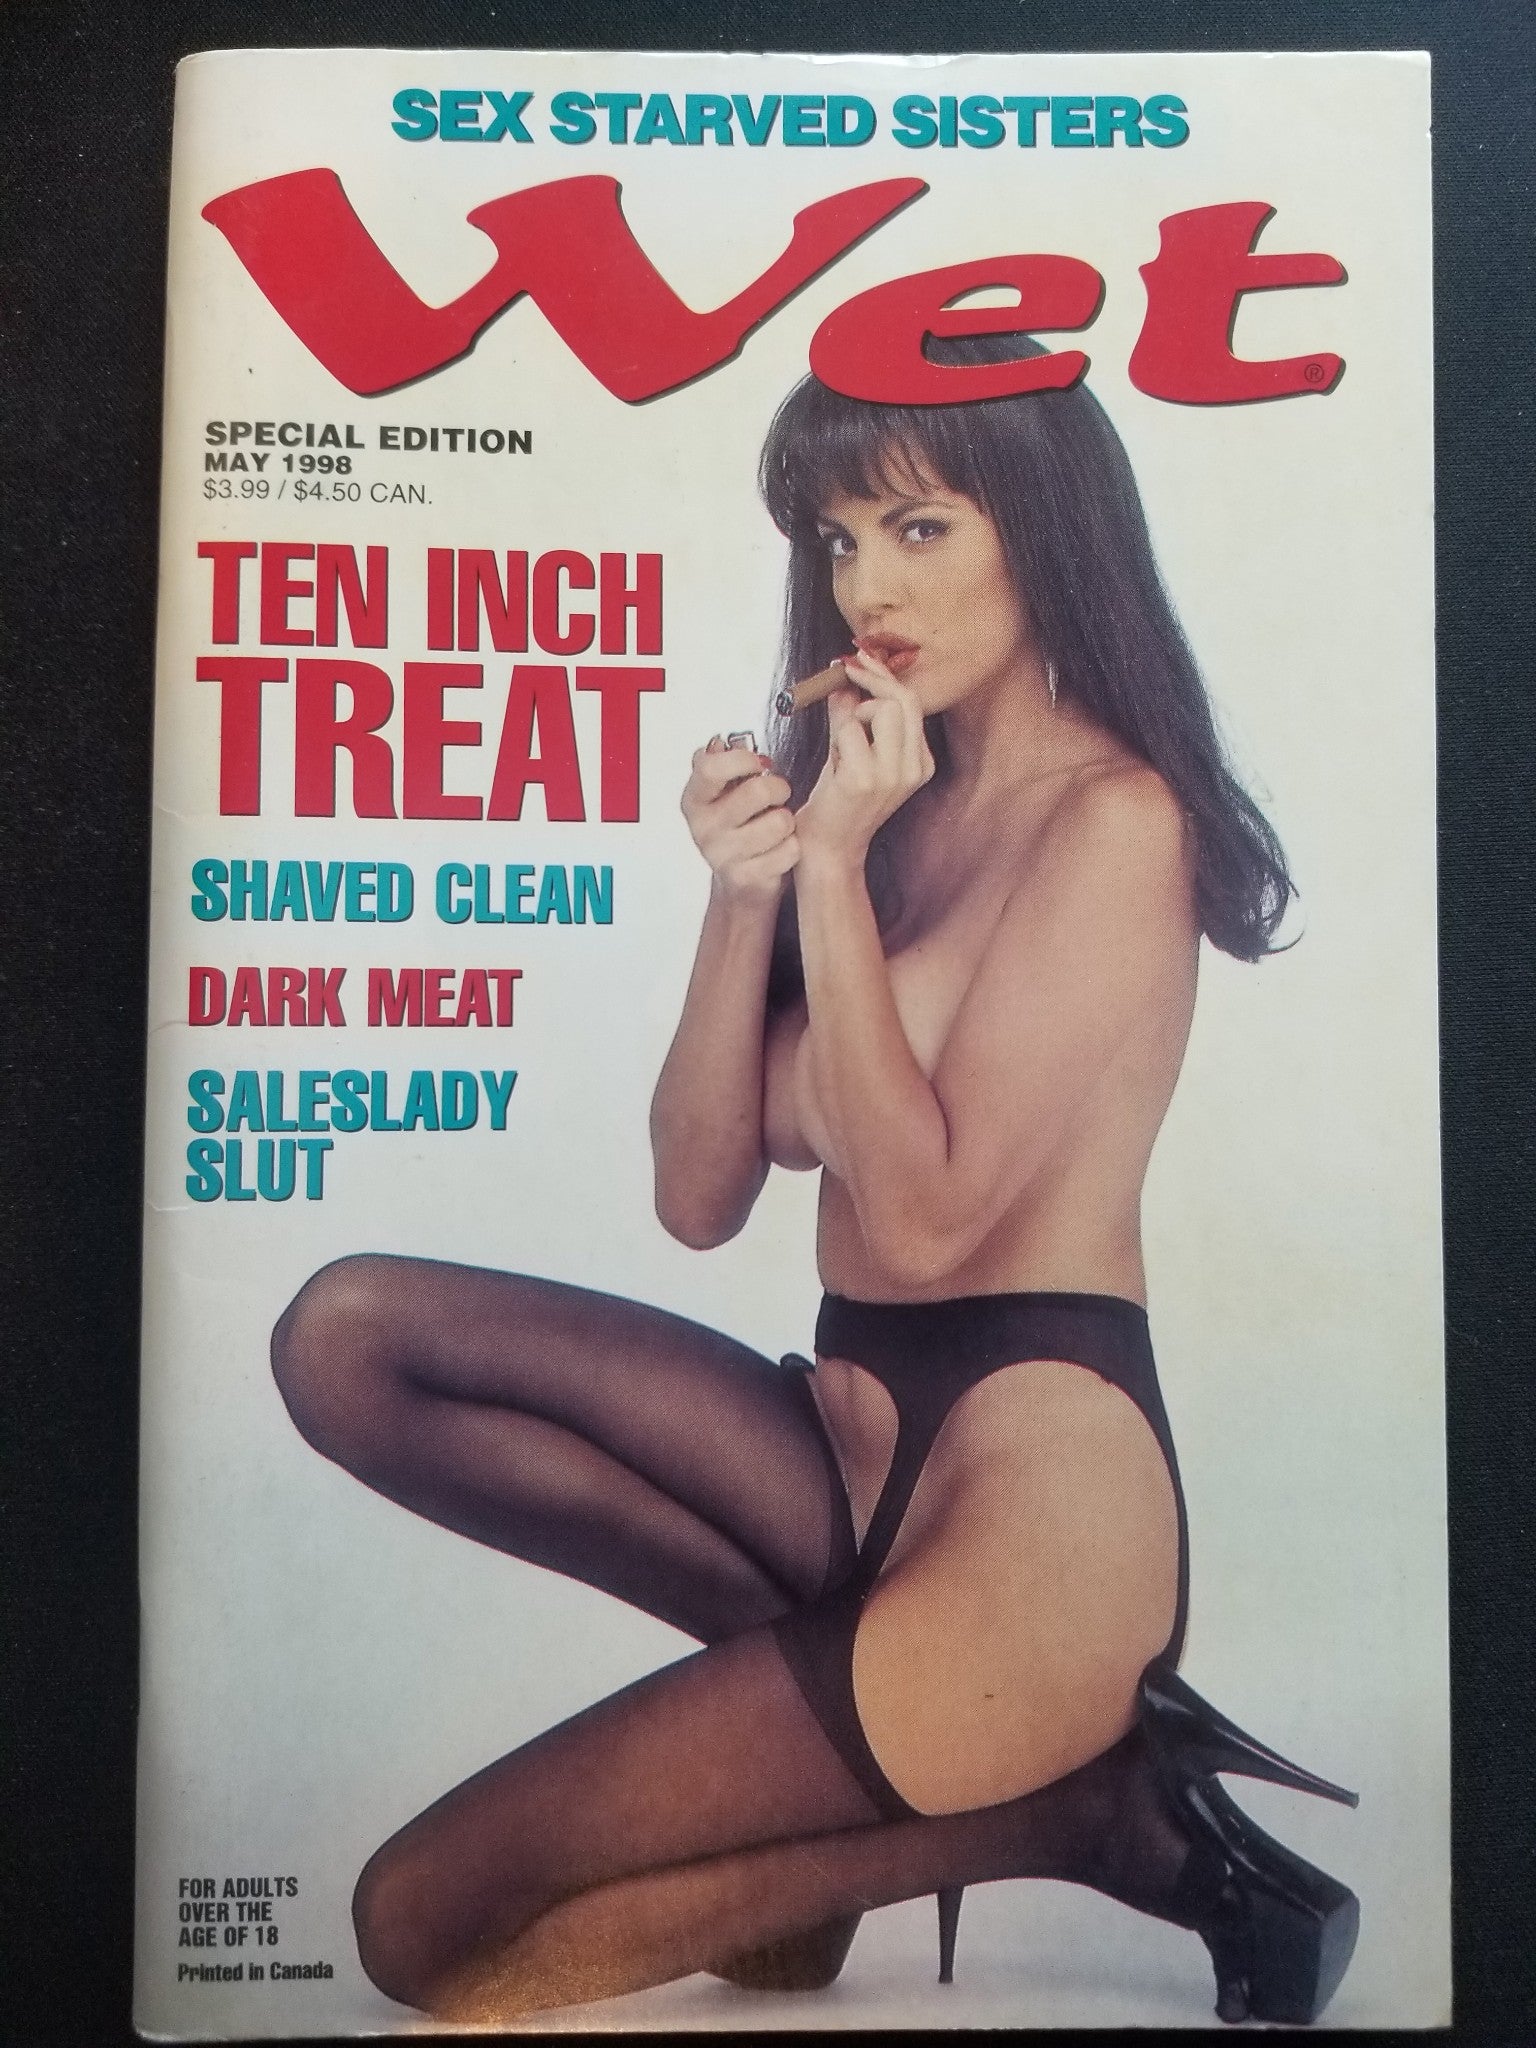 SEX STARVED SISTERS
Wet
®
SPECIAL EDITION
MAY 1998
$3.99 / $4.50 CAN.
TEN INCH
TREAT
SHAVED CLEAN
DARK MEAT
SALESLADY
SLUT
FOR ADULTS
OVER THE
AGE OF 18
Printed in Canada